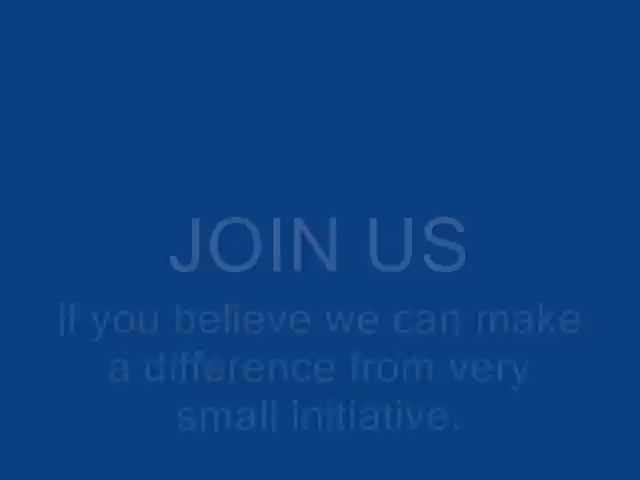 JOIN US
If you believe we can make
a difference from very
small initiative.